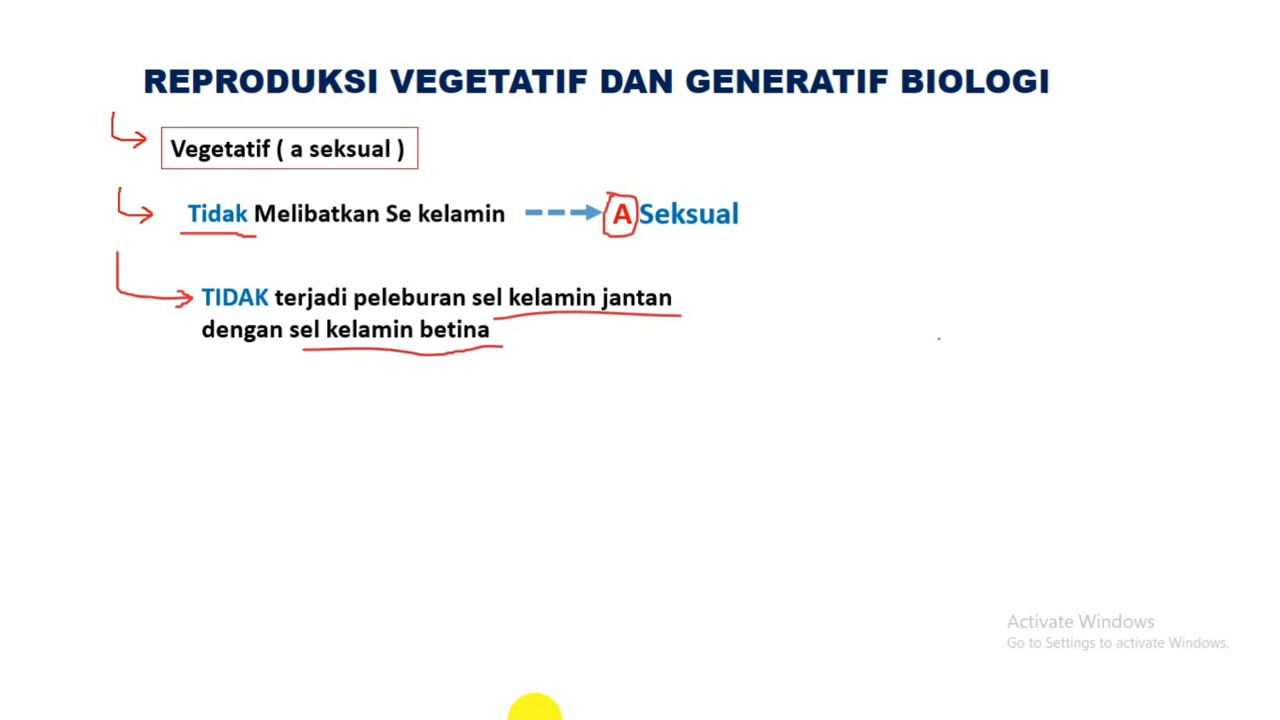 REPRODUKSI VEGETATIF DAN GENERATIF BIOLOGI
Vegetatif ( a seksual )
Tidak Melibatkan Se kelamin
A Seksual
TIDAK terjadi peleburan sel kelamin jantan
dengan sel kelamin betina
Activate Windows
Go to Settings to activate Windows.